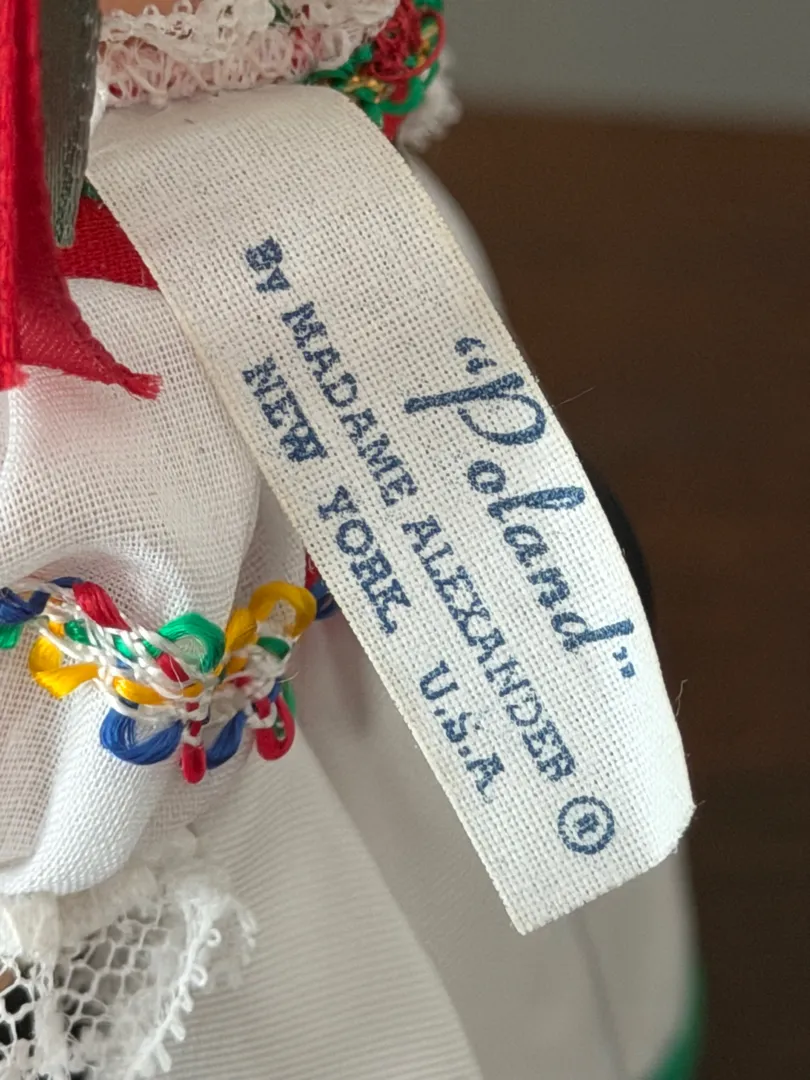 “Poland”
By MADAME ALEXANDER ®
NEW YORK, U.S.A